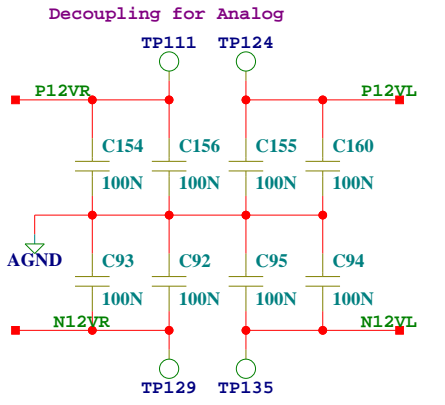 Decoupling for Analog
TP111 TP124
P12VR P12VL
C154 C156 C155 C160
100N 100N 100N 100N
AGND
C93 C92 C95 C94
100N 100N 100N 100N
N12VR N12VL
TP129 TP135